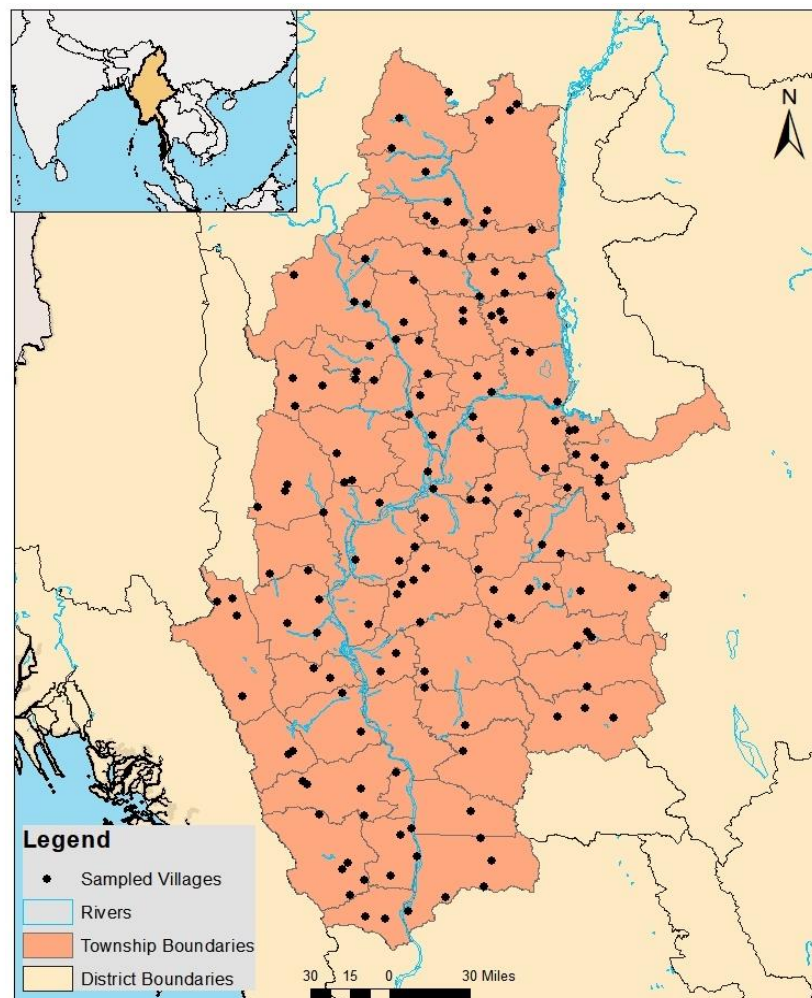 N
Legend
Sampled Villages
Rivers
Township Boundaries
District Boundaries
30 15 0 30 Miles